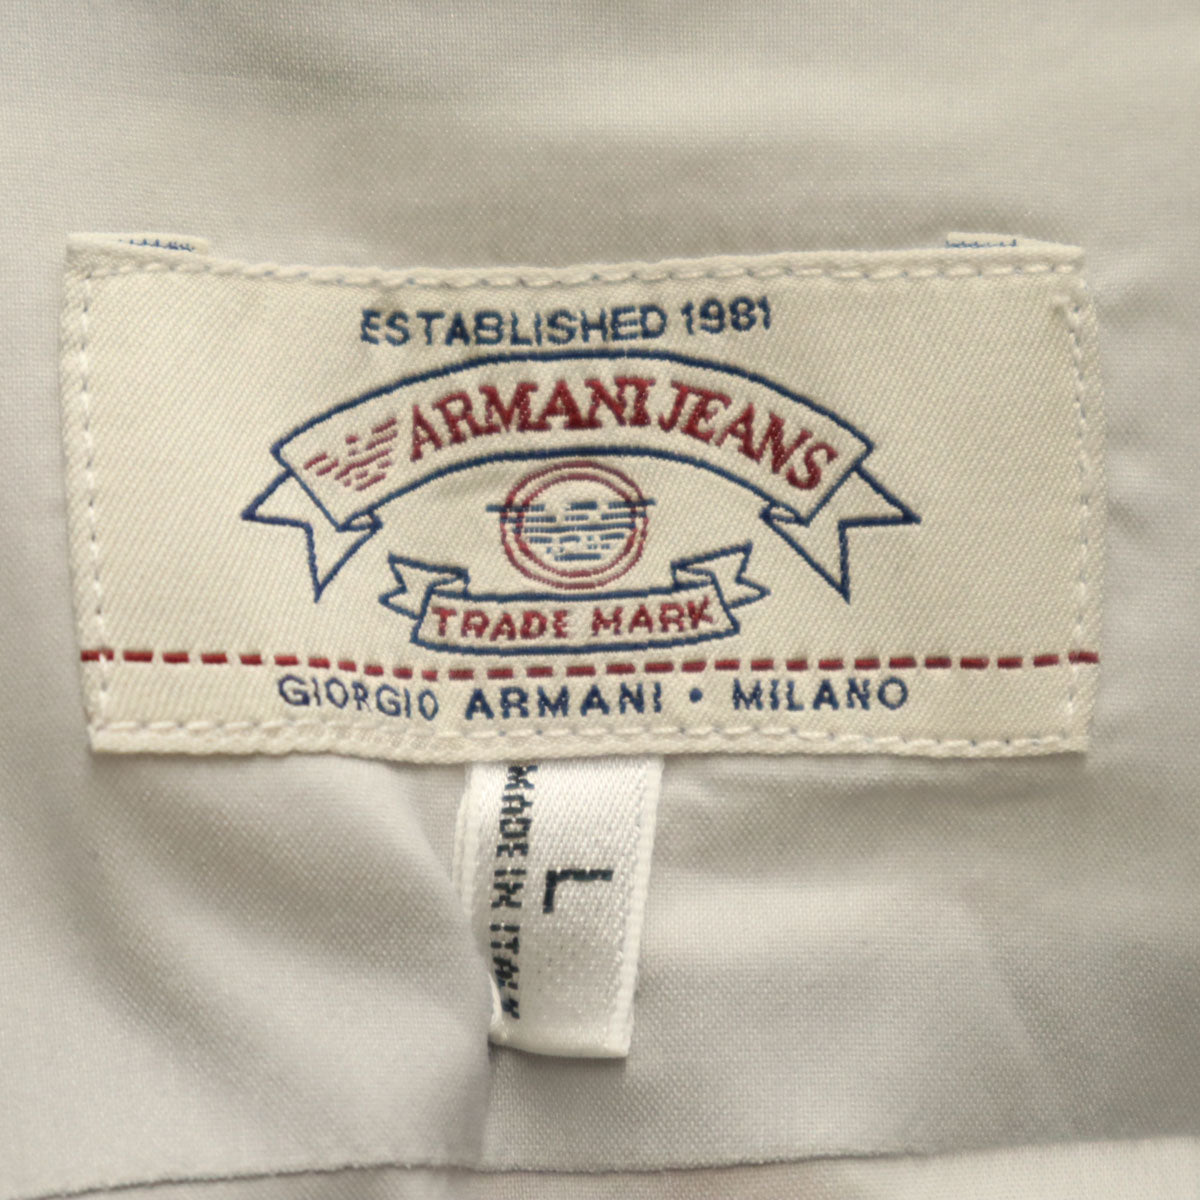 ESTABLISHED 1981
ARMANI JEANS
TRADE MARK
GIORGIO ARMANI • MILANO
MADE IN ITALY
L